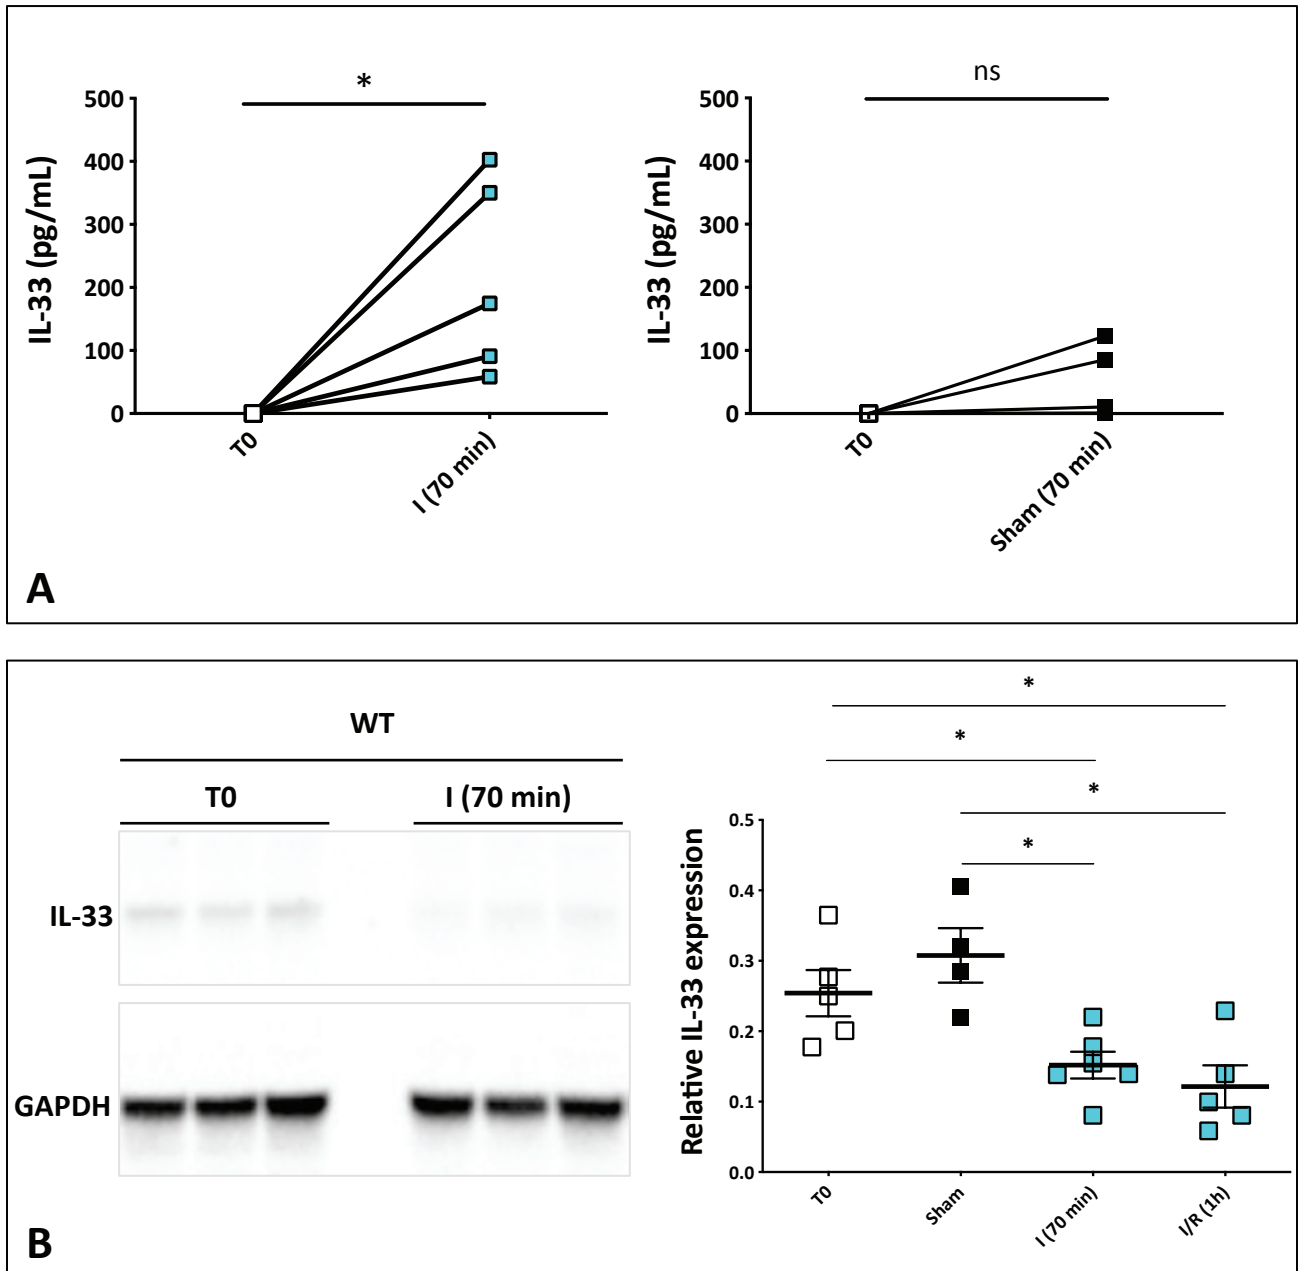 *
ns
500
400
300
200
100
0
IL-33 (pg/mL)
T0
I (70 min)
500
400
300
200
100
0
IL-33 (pg/mL)
T0
Sham (70 min)
A
WT
T0
I (70 min)
IL-33
GAPDH
*
*
*
*
0.5
0.4
0.3
0.2
0.1
0.0
Relative IL-33 expression
T0
Sham
I (70 min)
I/R (1h)
B